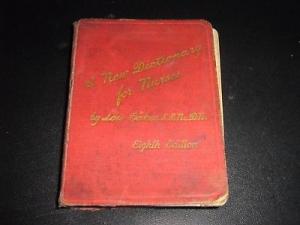 A New Dictionary
for Nurses
by Lois Oakes, S.R.N., D.N.
Eighth Edition